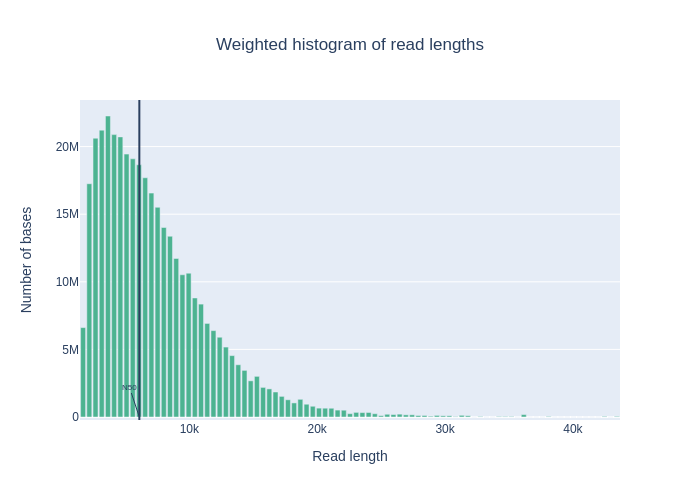 Weighted histogram of read lengths
Number of bases
20M
15M
10M
5M
0
N50
10k
20k
30k
40k
Read length